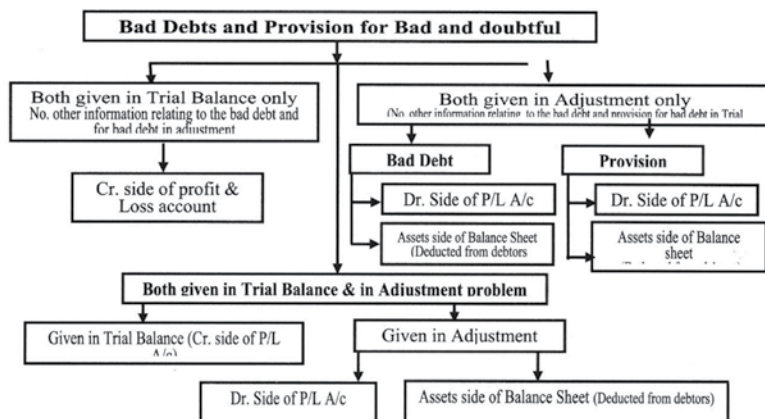 Bad Debts and Provision for Bad and doubtful
Both given in Trial Balance only
No. other information relating to the bad debt and
for bad debt in adjustment
Both given in Adjustment only
(No. other information relating to the bad debt and provision for bad debt in Trial
Bad Debt
Provision
Cr. side of profit &
Loss account
Dr. Side of P/L A/c
Dr. Side of P/L A/c
Assets side of Balance Sheet
(Deducted from debtors
Assets side of Balance
sheet
Both given in Trial Balance & in Adjustment problem
Given in Trial Balance (Cr. side of P/L
A/c)
Given in Adjustment
Dr. Side of P/L A/c
Assets side of Balance Sheet (Deducted from debtors)